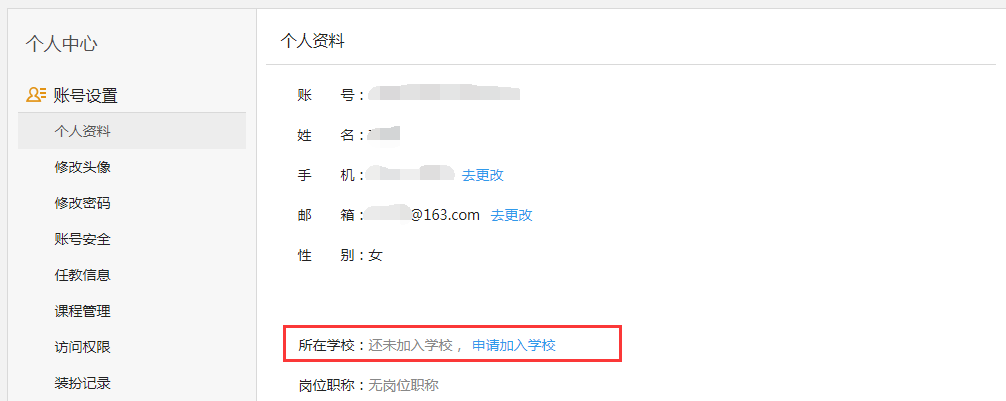 个人中心
账号设置
个人资料
修改头像
修改密码
账号安全
任教信息
课程管理
访问权限
装扮记录
个人资料
账 号：
姓 名：
手 机： 去更改
邮 箱： @163.com 去更改
性 别：女
所在学校：还未加入学校， 申请加入学校
岗位职称：无岗位职称